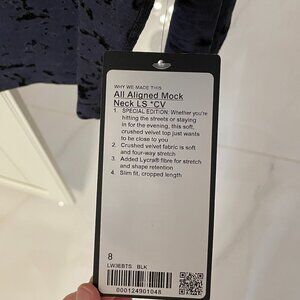 WHY WE MADE THIS
All Aligned Mock
Neck LS *CV
1. SPECIAL EDITION: Whether you're
hitting the streets or staying
in for the evening, this soft,
crushed velvet top just wants
to be close to you
2. Crushed velvet fabric is soft
and four-way stretch
3. Added Lycra® fibre for stretch
and shape retention
4. Slim fit, cropped length
8
LW3EBTS BLK
000124901048